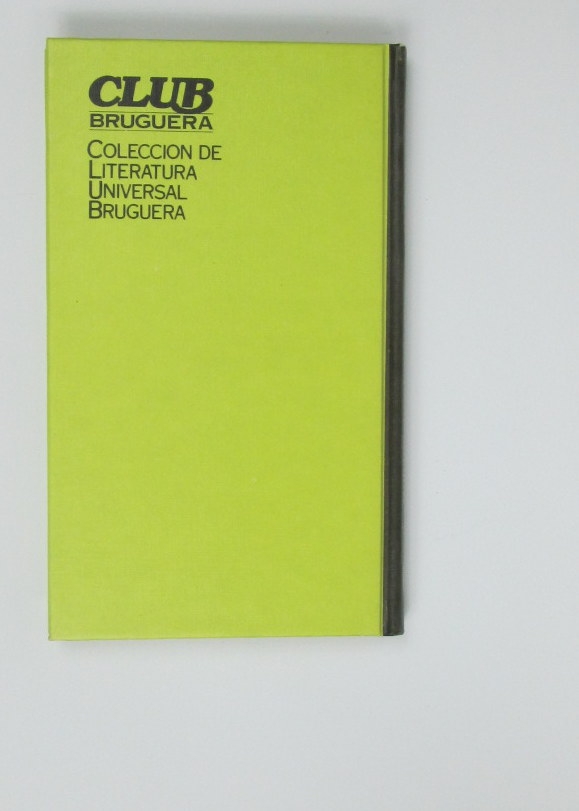 CLUB
BRUGUERA
COLECCION DE
LITERATURA
UNIVERSAL
BRUGUERA